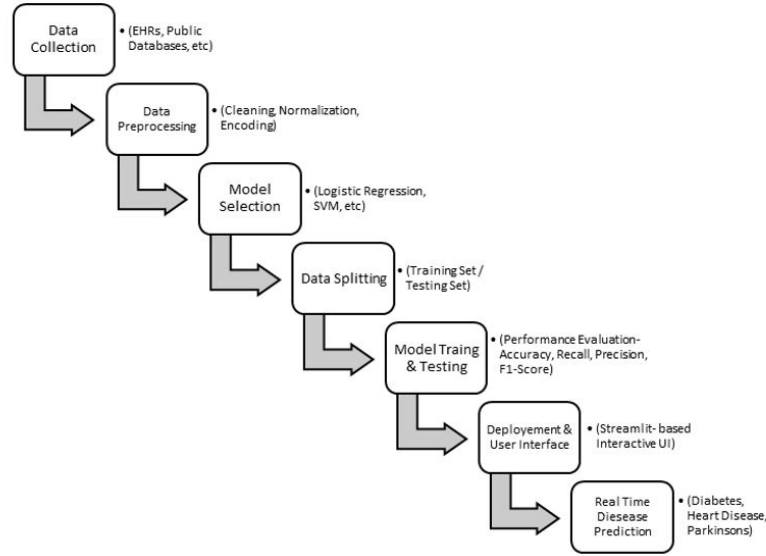 Data
Collection
• (EHRs, Public
Databases, etc)
Data
Preprocessing
• (Cleaning, Normalization,
Encoding)
Model
Selection
• (Logistic Regression,
SVM, etc)
Data Splitting
• (Training Set /
Testing Set)
Model Traing
& Testing
• (Performance Evaluation-
Accuracy, Recall, Precision,
F1-Score)
Deployement &
User Interface
• (Streamlit- based
Interactive UI)
Real Time
Diesease
Prediction
• (Diabetes,
Heart Disease,
Parkinsons)